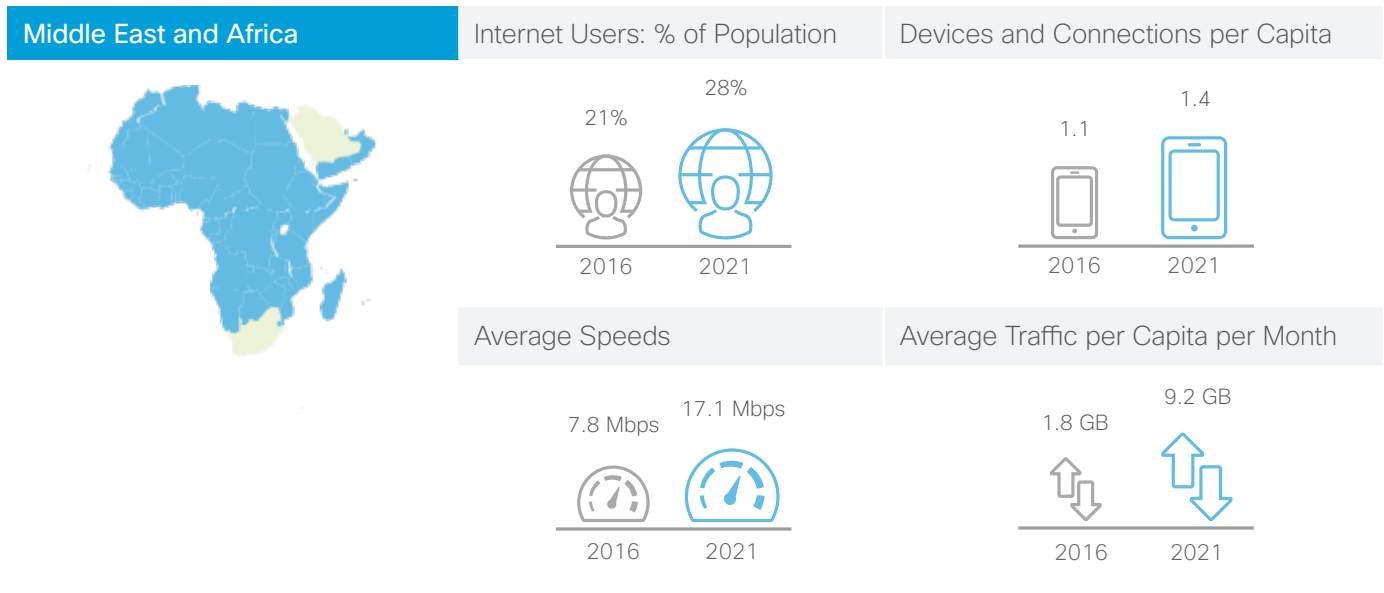 Middle East and Africa
Internet Users: % of Population
21%
28%
2016
2021
Devices and Connections per Capita
1.1
1.4
2016
2021
Average Speeds
7.8 Mbps
17.1 Mbps
2016
2021
Average Traffic per Capita per Month
1.8 GB
9.2 GB
2016
2021